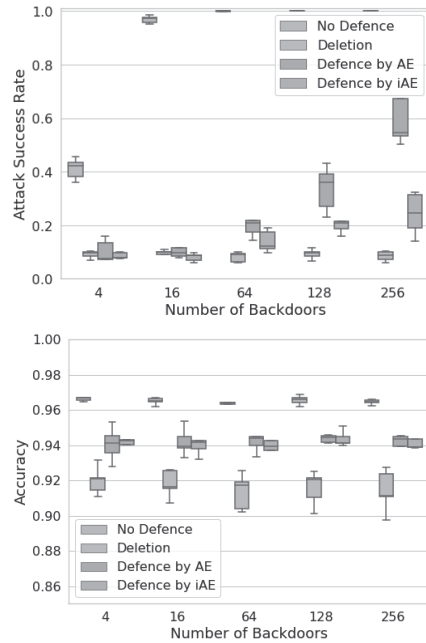 1.0
0.8
0.6
0.4
0.2
0.0
Attack Success Rate
No Defence
Deletion
Defence by AE
Defence by iAE
4 16 64 128 256
Number of Backdoors
1.00
0.98
0.96
0.94
0.92
0.90
0.88
0.86
Accuracy
No Defence
Deletion
Defence by AE
Defence by iAE
4 16 64 128 256
Number of Backdoors